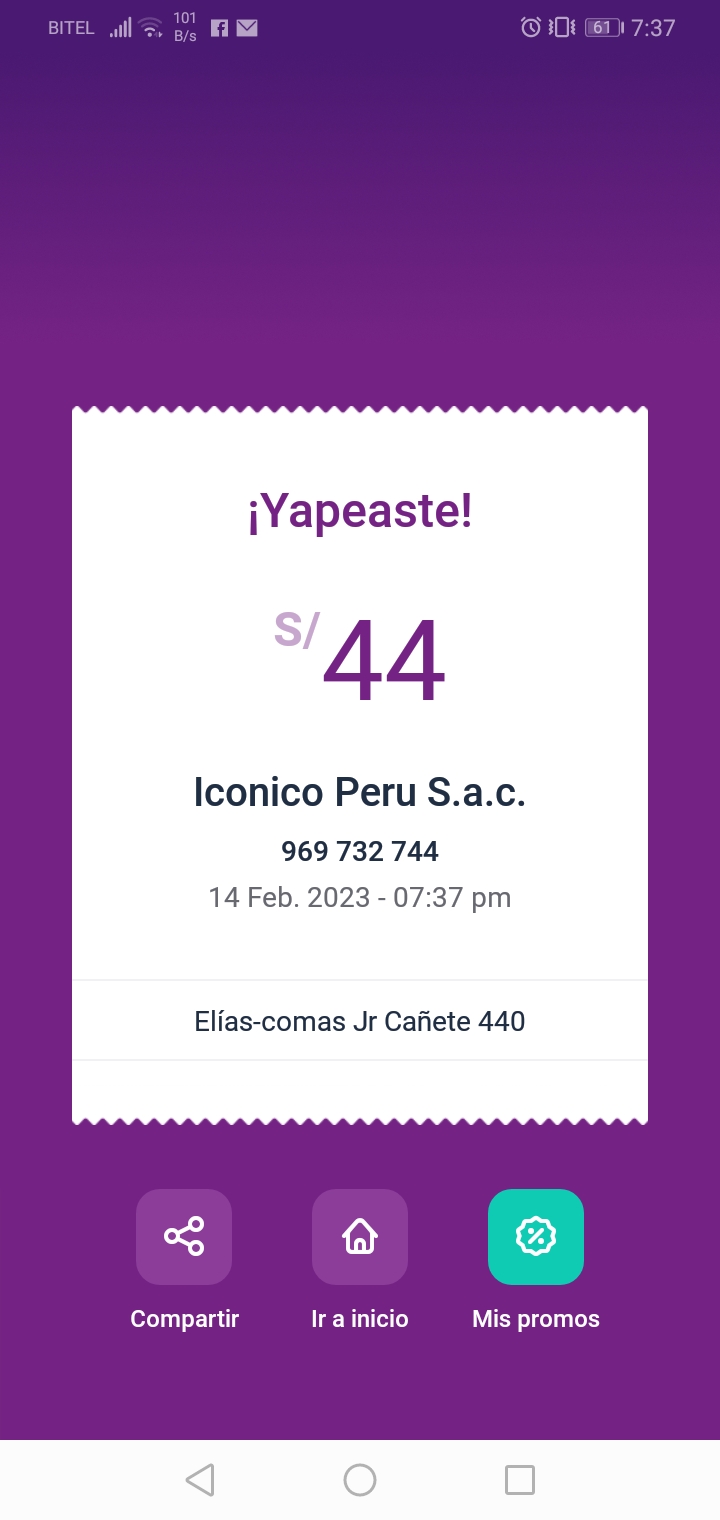 BITEL 101 B/s 61 7:37
¡Yapeaste!
S/ 44
Iconico Peru S.a.c.
969 732 744
14 Feb. 2023 - 07:37 pm
Elías-comas Jr Cañete 440
Compartir Ir a inicio Mis promos